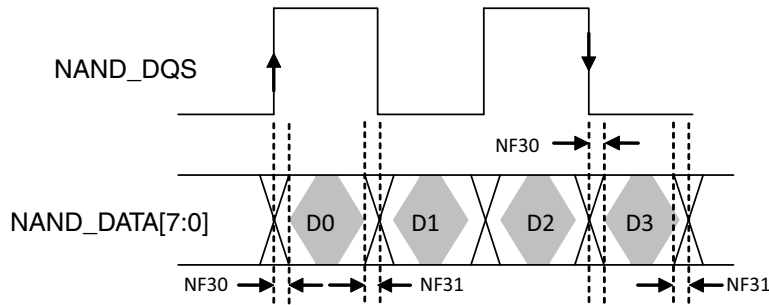 NAND_DQS
NF30
NAND_DATA[7:0]
D0 D1 D2 D3
NF30 NF31 NF31